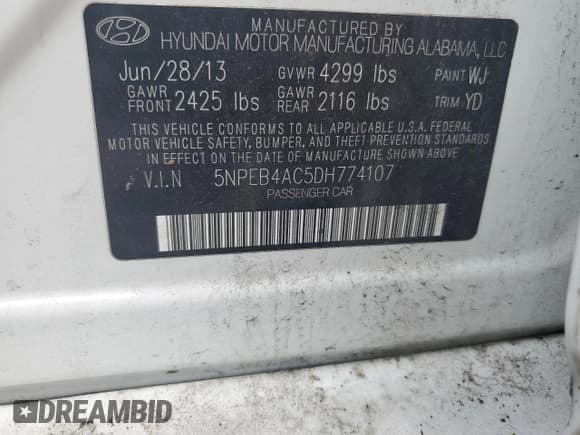 MANUFACTURED BY
HYUNDAI MOTOR MANUFACTURING ALABAMA, LLC
Jun/28/13 GVWR 4299 lbs PAINT WJ
GAWR FRONT 2425 lbs GAWR REAR 2116 lbs TRIM YD
THIS VEHICLE CONFORMS TO ALL APPLICABLE U.S.A. FEDERAL
MOTOR VEHICLE SAFETY, BUMPER, AND THEFT PREVENTION STANDARDS
IN EFFECT ON THE DATE OF MANUFACTURE SHOWN ABOVE.
V.I.N 5NPEB4AC5DH774107
PASSENGER CAR
DREAMBID